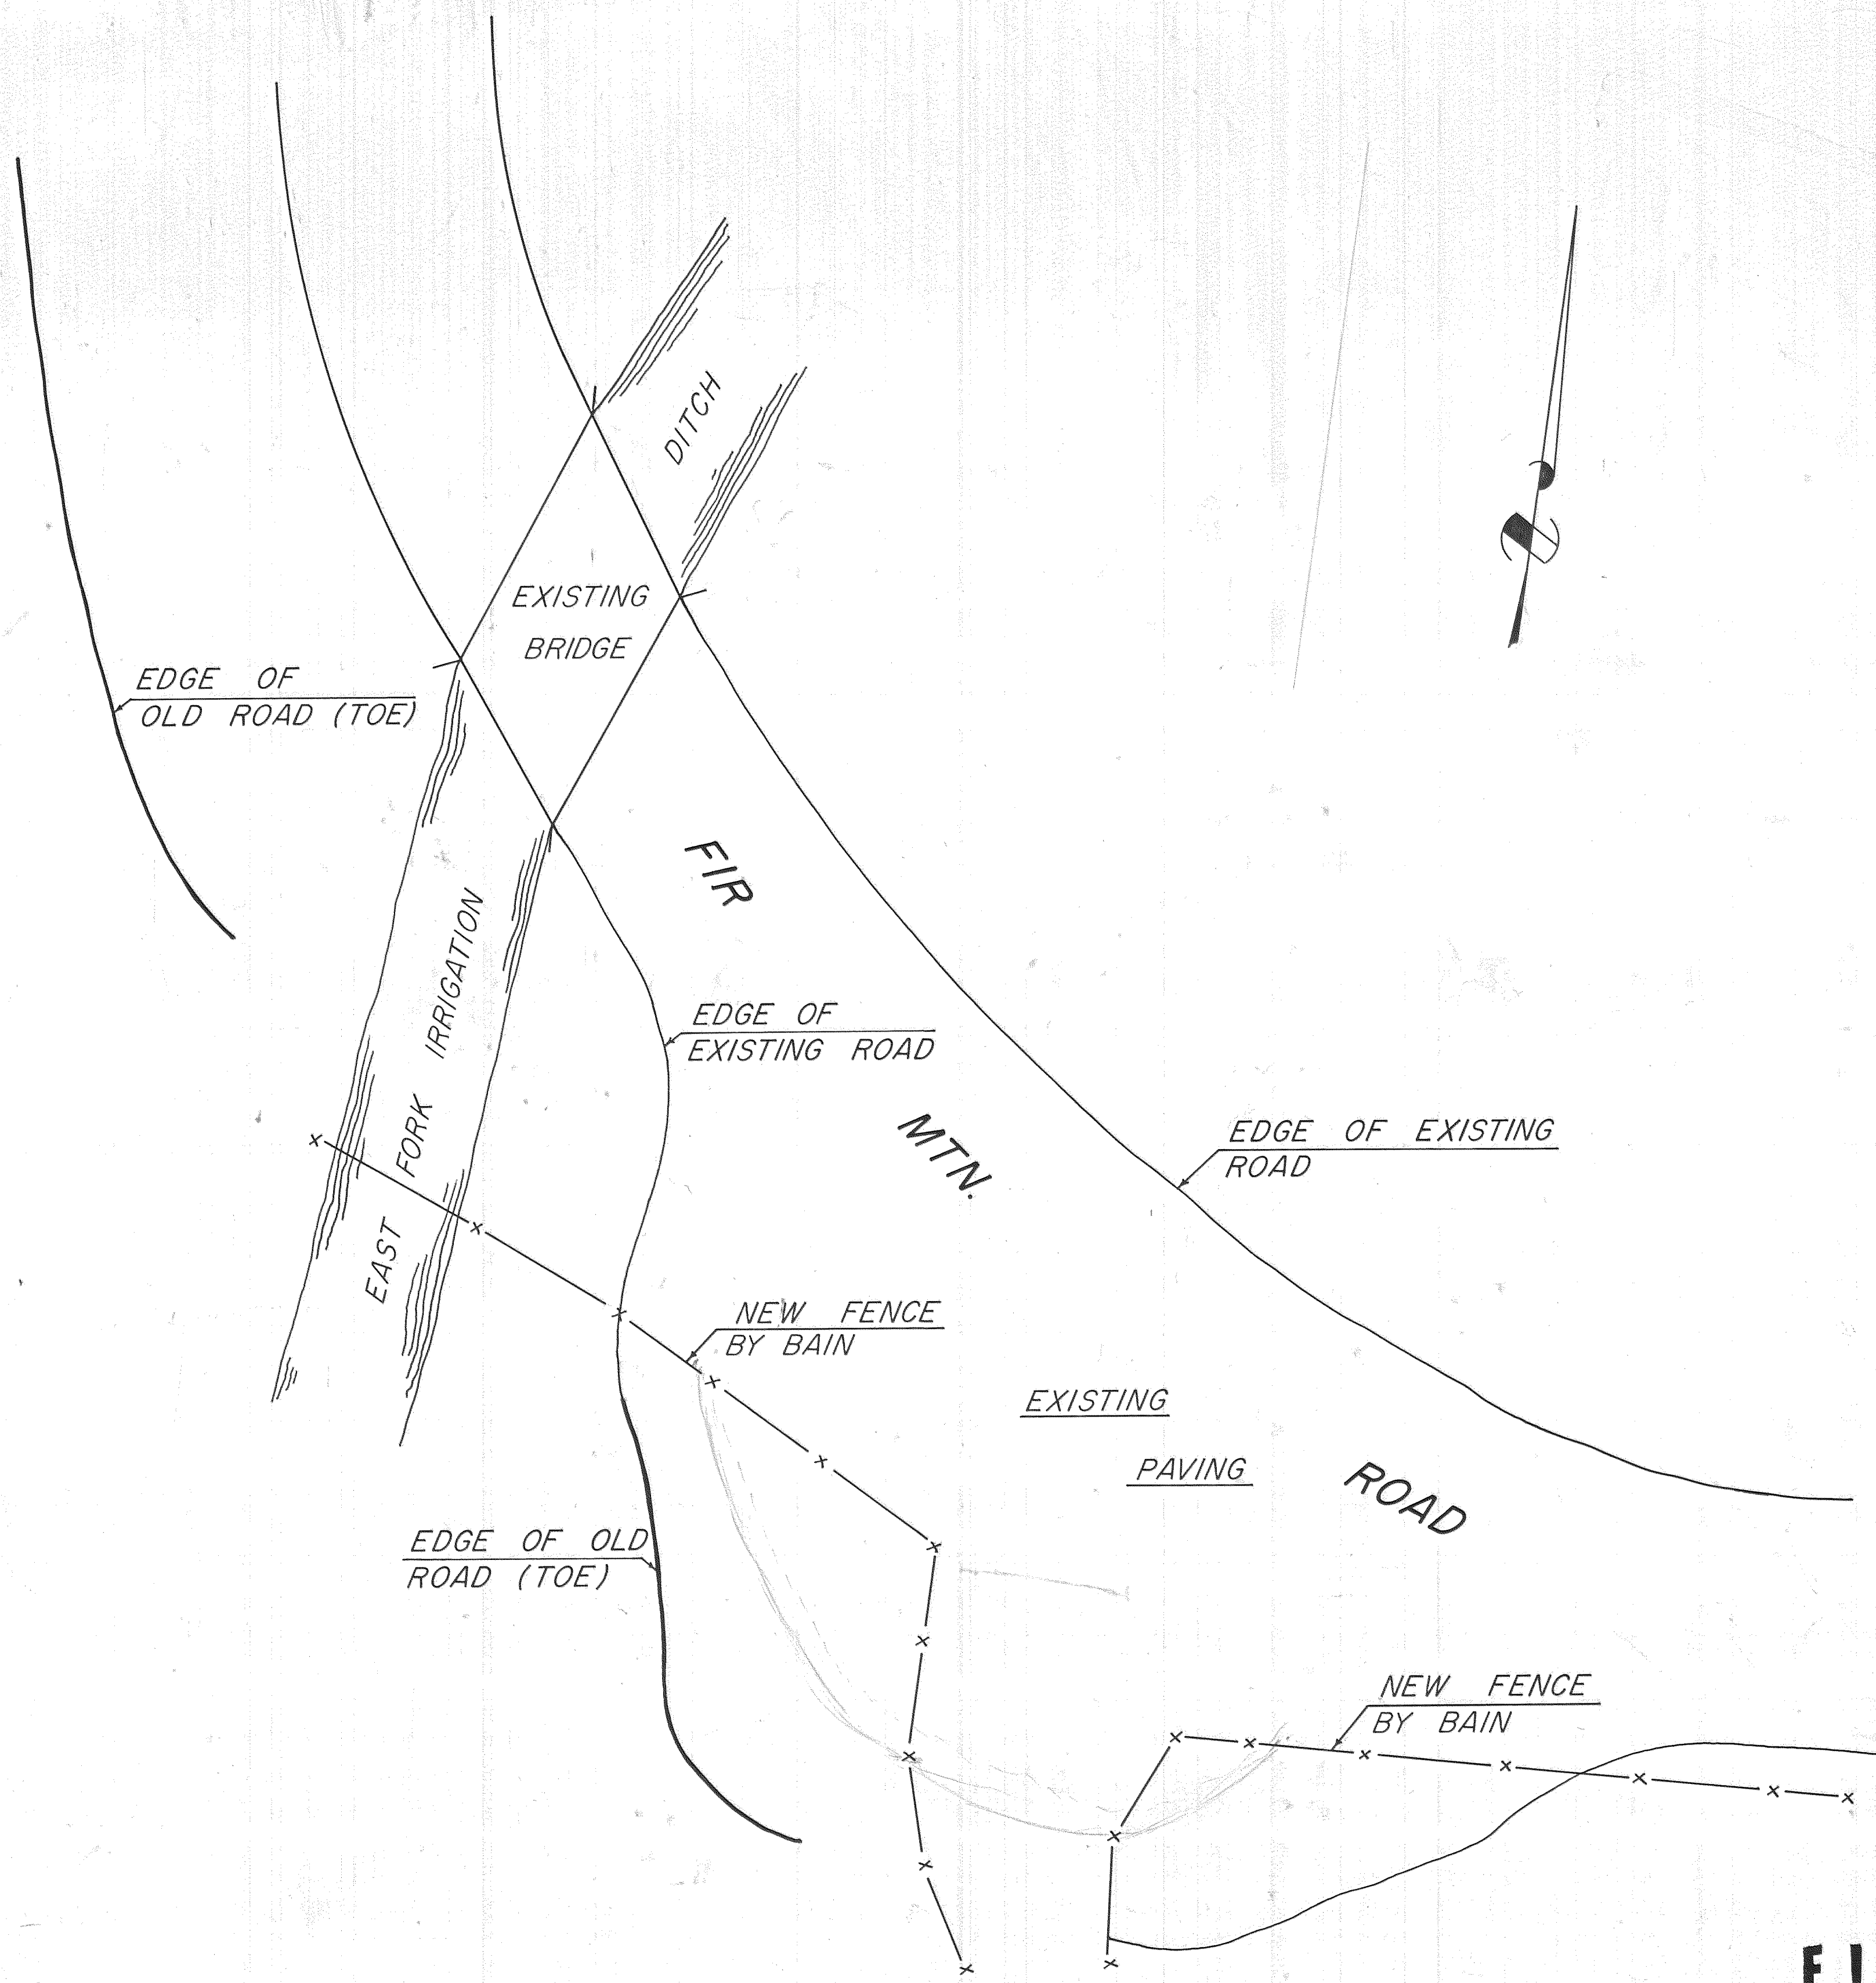 DITCH
EXISTING
BRIDGE
EDGE OF
OLD ROAD (TOE)
FIR
EAST FORK IRRIGATION
EDGE OF
EXISTING ROAD
MTN.
EDGE OF EXISTING
ROAD
NEW FENCE
BY BAIN
EXISTING
PAVING
ROAD
EDGE OF OLD
ROAD (TOE)
NEW FENCE
BY BAIN